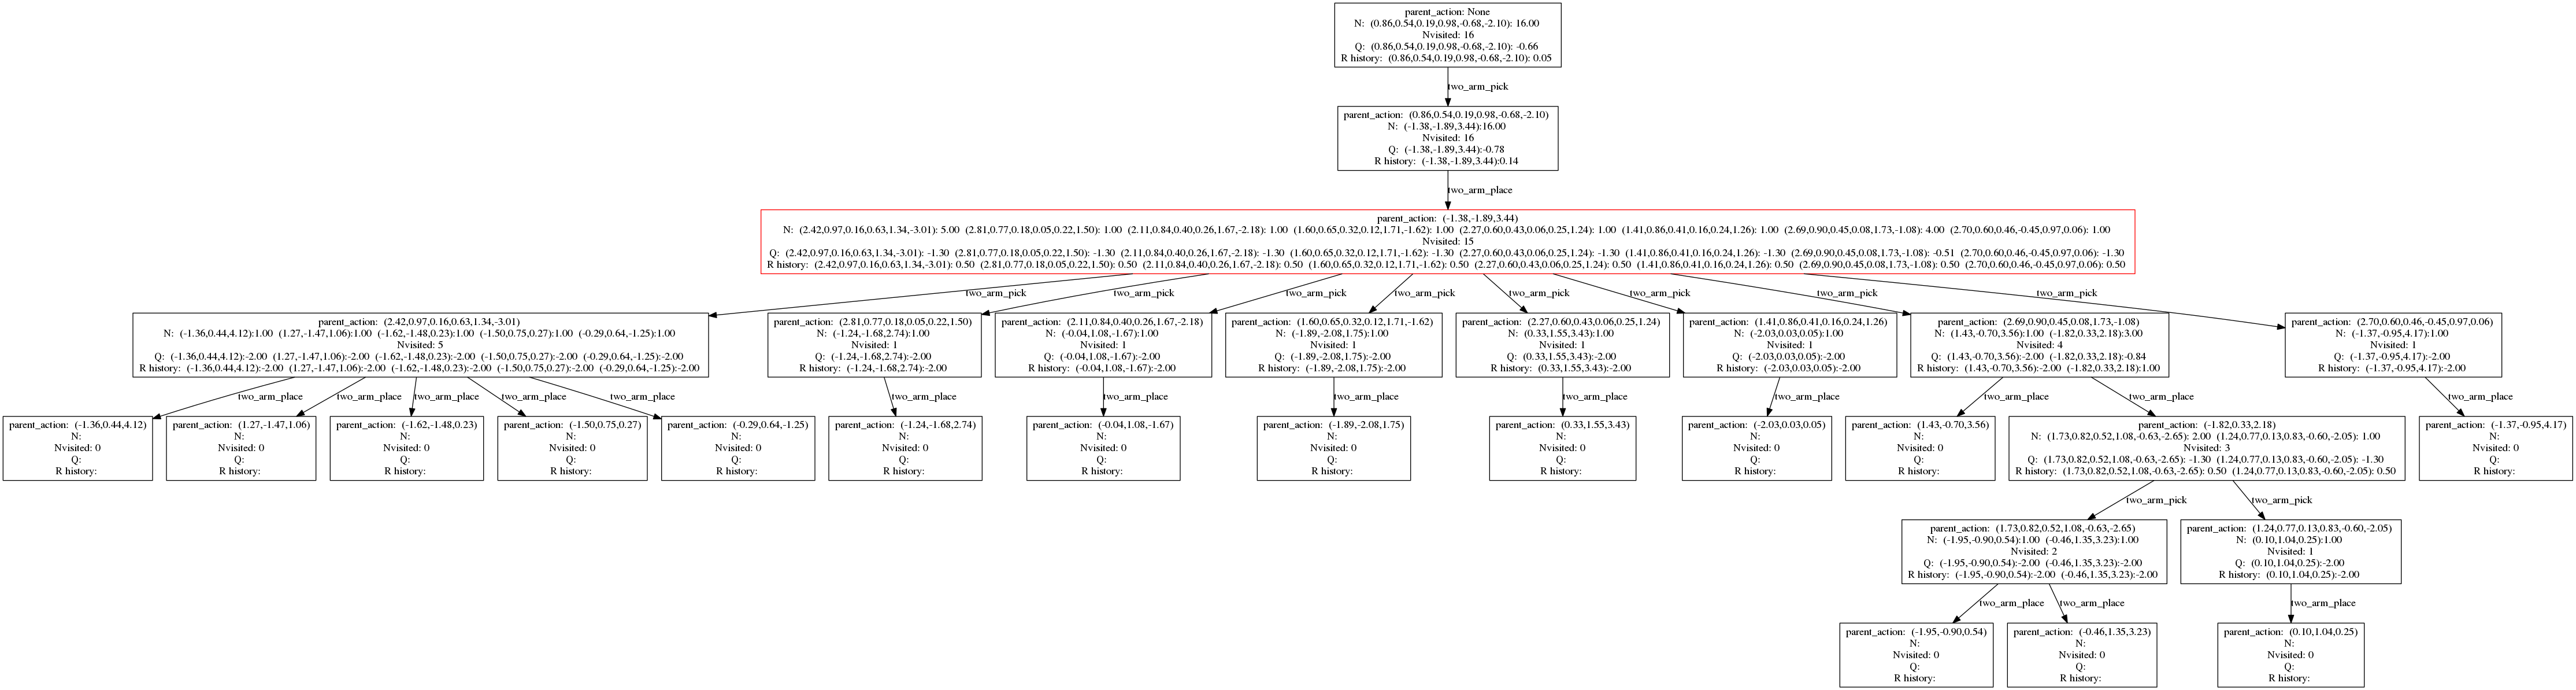 parent_action: None
N: (0.86,0.54,0.19,0.98,-0.68,-2.10): 16.00
Nvisited: 16
Q: (0.86,0.54,0.19,0.98,-0.68,-2.10): -0.66
R history: (0.86,0.54,0.19,0.98,-0.68,-2.10): 0.05
two_arm_pick
parent_action: (0.86,0.54,0.19,0.98,-0.68,-2.10)
N: (-1.38,-1.89,3.44):16.00
Nvisited: 16
Q: (-1.38,-1.89,3.44):-0.78
R history: (-1.38,-1.89,3.44):0.14
two_arm_place
parent_action: (-1.38,-1.89,3.44)
N: (2.42,0.97,0.16,0.63,1.34,-3.01): 5.00 (2.81,0.77,0.18,0.05,0.22,1.50): 1.00 (2.11,0.84,0.40,0.26,1.67,-2.18): 1.00 (1.60,0.65,0.32,0.12,1.71,-1.62): 1.00 (2.27,0.60,0.43,0.06,0.25,1.24): 1.00 (1.41,0.86,0.41,0.16,0.24,1.26): 1.00 (2.69,0.90,0.45,0.08,1.73,-1.08): 4.00 (2.70,0.60,0.46,-0.45,0.97,0.06): 1.00
Nvisited: 15
Q: (2.42,0.97,0.16,0.63,1.34,-3.01): -1.30 (2.81,0.77,0.18,0.05,0.22,1.50): -1.30 (2.11,0.84,0.40,0.26,1.67,-2.18): -1.30 (1.60,0.65,0.32,0.12,1.71,-1.62): -1.30 (2.27,0.60,0.43,0.06,0.25,1.24): -1.30 (1.41,0.86,0.41,0.16,0.24,1.26): -1.30 (2.69,0.90,0.45,0.08,1.73,-1.08): -0.51 (2.70,0.60,0.46,-0.45,0.97,0.06): -1.30
R history: (2.42,0.97,0.16,0.63,1.34,-3.01): 0.50 (2.81,0.77,0.18,0.05,0.22,1.50): 0.50 (2.11,0.84,0.40,0.26,1.67,-2.18): 0.50 (1.60,0.65,0.32,0.12,1.71,-1.62): 0.50 (2.27,0.60,0.43,0.06,0.25,1.24): 0.50 (1.41,0.86,0.41,0.16,0.24,1.26): 0.50 (2.69,0.90,0.45,0.08,1.73,-1.08): 0.50 (2.70,0.60,0.46,-0.45,0.97,0.06): 0.50
two_arm_pick two_arm_pick two_arm_pick two_arm_pick two_arm_pick two_arm_pick two_arm_pick two_arm_pick
parent_action: (2.42,0.97,0.16,0.63,1.34,-3.01)
N: (-1.36,0.44,4.12):1.00 (1.27,-1.47,1.06):1.00 (-1.62,-1.48,0.23):1.00 (-1.50,0.75,0.27):1.00 (-0.29,0.64,-1.25):1.00
Nvisited: 5
Q: (-1.36,0.44,4.12):-2.00 (1.27,-1.47,1.06):-2.00 (-1.62,-1.48,0.23):-2.00 (-1.50,0.75,0.27):-2.00 (-0.29,0.64,-1.25):-2.00
R history: (-1.36,0.44,4.12):-2.00 (1.27,-1.47,1.06):-2.00 (-1.62,-1.48,0.23):-2.00 (-1.50,0.75,0.27):-2.00 (-0.29,0.64,-1.25):-2.00
parent_action: (2.81,0.77,0.18,0.05,0.22,1.50)
N: (-1.24,-1.68,2.74):1.00
Nvisited: 1
Q: (-1.24,-1.68,2.74):-2.00
R history: (-1.24,-1.68,2.74):-2.00
parent_action: (2.11,0.84,0.40,0.26,1.67,-2.18)
N: (-0.04,1.08,-1.67):1.00
Nvisited: 1
Q: (-0.04,1.08,-1.67):-2.00
R history: (-0.04,1.08,-1.67):-2.00
parent_action: (1.60,0.65,0.32,0.12,1.71,-1.62)
N: (-1.89,-2.08,1.75):1.00
Nvisited: 1
Q: (-1.89,-2.08,1.75):-2.00
R history: (-1.89,-2.08,1.75):-2.00
parent_action: (2.27,0.60,0.43,0.06,0.25,1.24)
N: (0.33,1.55,3.43):1.00
Nvisited: 1
Q: (0.33,1.55,3.43):-2.00
R history: (0.33,1.55,3.43):-2.00
parent_action: (1.41,0.86,0.41,0.16,0.24,1.26)
N: (-2.03,0.03,0.05):1.00
Nvisited: 1
Q: (-2.03,0.03,0.05):-2.00
R history: (-2.03,0.03,0.05):-2.00
parent_action: (2.69,0.90,0.45,0.08,1.73,-1.08)
N: (1.43,-0.70,3.56):1.00 (-1.82,0.33,2.18):3.00
Nvisited: 4
Q: (1.43,-0.70,3.56):-2.00 (-1.82,0.33,2.18):-0.84
R history: (1.43,-0.70,3.56):-2.00 (-1.82,0.33,2.18):1.00
parent_action: (2.70,0.60,0.46,-0.45,0.97,0.06)
N: (-1.37,-0.95,4.17):1.00
Nvisited: 1
Q: (-1.37,-0.95,4.17):-2.00
R history: (-1.37,-0.95,4.17):-2.00
two_arm_place two_arm_place two_arm_place two_arm_place two_arm_place two_arm_place two_arm_place two_arm_place two_arm_place two_arm_place two_arm_place two_arm_place two_arm_place
parent_action: (-1.36,0.44,4.12)
N:
Nvisited: 0
Q:
R history:
parent_action: (1.27,-1.47,1.06)
N:
Nvisited: 0
Q:
R history:
parent_action: (-1.62,-1.48,0.23)
N:
Nvisited: 0
Q:
R history:
parent_action: (-1.50,0.75,0.27)
N:
Nvisited: 0
Q:
R history:
parent_action: (-0.29,0.64,-1.25)
N:
Nvisited: 0
Q:
R history:
parent_action: (-1.24,-1.68,2.74)
N:
Nvisited: 0
Q:
R history:
parent_action: (-0.04,1.08,-1.67)
N:
Nvisited: 0
Q:
R history:
parent_action: (-1.89,-2.08,1.75)
N:
Nvisited: 0
Q:
R history:
parent_action: (0.33,1.55,3.43)
N:
Nvisited: 0
Q:
R history:
parent_action: (-2.03,0.03,0.05)
N:
Nvisited: 0
Q:
R history:
parent_action: (1.43,-0.70,3.56)
N:
Nvisited: 0
Q:
R history:
parent_action: (-1.82,0.33,2.18)
N: (1.73,0.82,0.52,1.08,-0.63,-2.65): 2.00 (1.24,0.77,0.13,0.83,-0.60,-2.05): 1.00
Nvisited: 3
Q: (1.73,0.82,0.52,1.08,-0.63,-2.65): -1.30 (1.24,0.77,0.13,0.83,-0.60,-2.05): -1.30
R history: (1.73,0.82,0.52,1.08,-0.63,-2.65): 0.50 (1.24,0.77,0.13,0.83,-0.60,-2.05): 0.50
parent_action: (-1.37,-0.95,4.17)
N:
Nvisited: 0
Q:
R history:
two_arm_pick two_arm_pick
parent_action: (1.73,0.82,0.52,1.08,-0.63,-2.65)
N: (-1.95,-0.90,0.54):1.00 (-0.46,1.35,3.23):1.00
Nvisited: 2
Q: (-1.95,-0.90,0.54):-2.00 (-0.46,1.35,3.23):-2.00
R history: (-1.95,-0.90,0.54):-2.00 (-0.46,1.35,3.23):-2.00
parent_action: (1.24,0.77,0.13,0.83,-0.60,-2.05)
N: (0.10,1.04,0.25):1.00
Nvisited: 1
Q: (0.10,1.04,0.25):-2.00
R history: (0.10,1.04,0.25):-2.00
two_arm_place two_arm_place two_arm_place
parent_action: (-1.95,-0.90,0.54)
N:
Nvisited: 0
Q:
R history:
parent_action: (-0.46,1.35,3.23)
N:
Nvisited: 0
Q:
R history:
parent_action: (0.10,1.04,0.25)
N:
Nvisited: 0
Q:
R history: